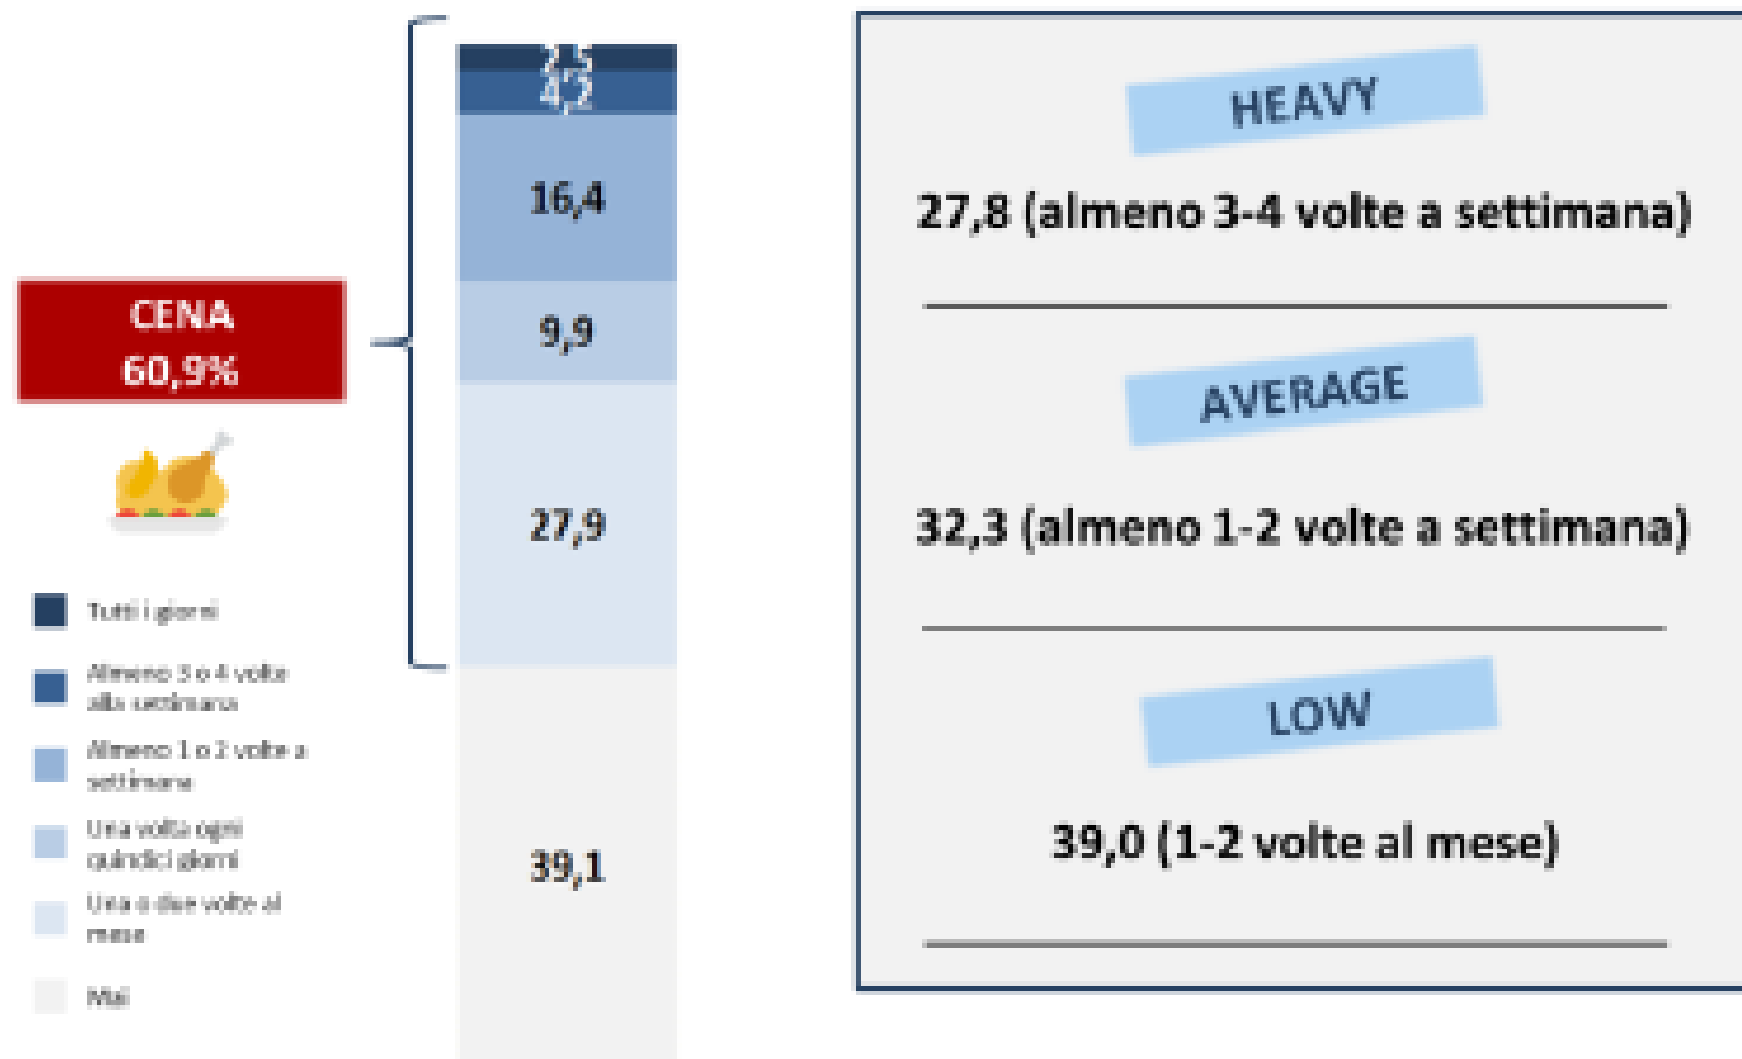 CENA
60,9%
2,5
4,2
16,4
9,9
27,9
39,1
Tutti i giorni
Almeno 3 o 4 volte
alla settimana
Almeno 1 o 2 volte a
settimana
Una volta ogni
quindici giorni
Una o due volte al
mese
Mai
HEAVY
27,8 (almeno 3-4 volte a settimana)
AVERAGE
32,3 (almeno 1-2 volte a settimana)
LOW
39,0 (1-2 volte al mese)